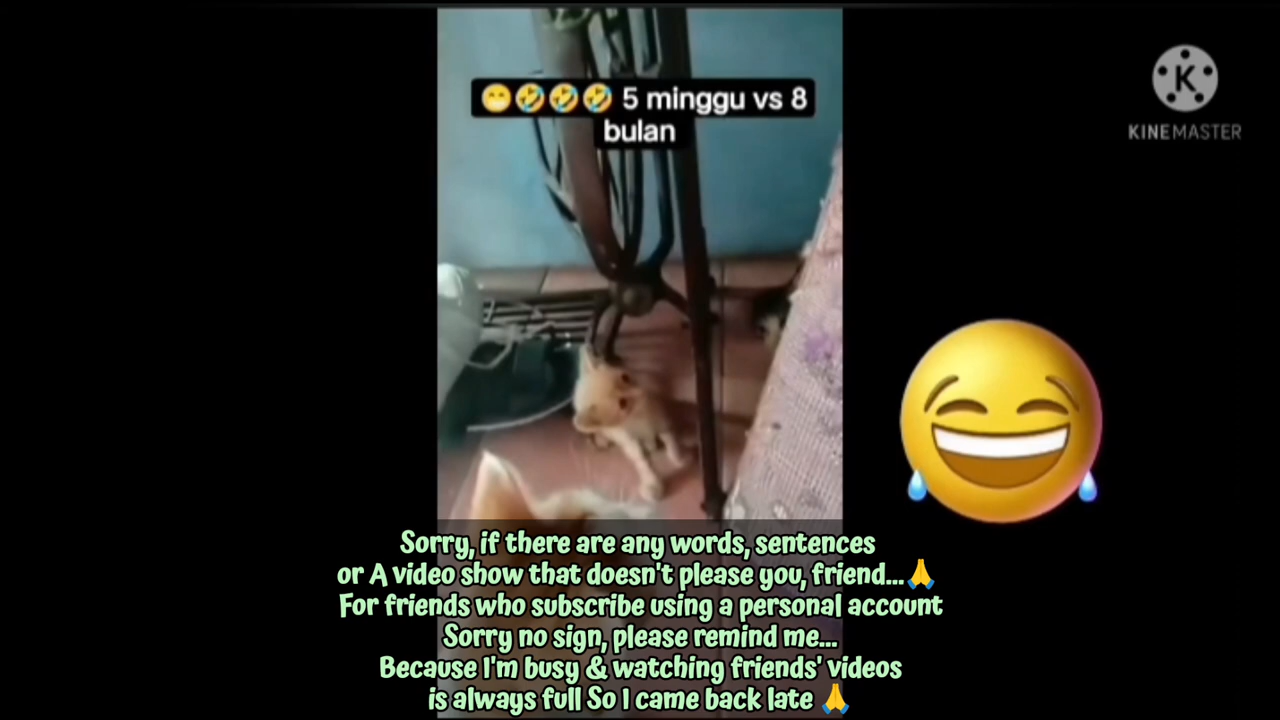 😁🤣🤣🤣 5 minggu vs 8
bulan
K
KINEMASTER
Sorry, if there are any words, sentences
or A video show that doesn't please you, friend...🙏
For friends who subscribe using a personal account
Sorry no sign, please remind me...
Because I'm busy & watching friends' videos
is always full So I came back late 🙏